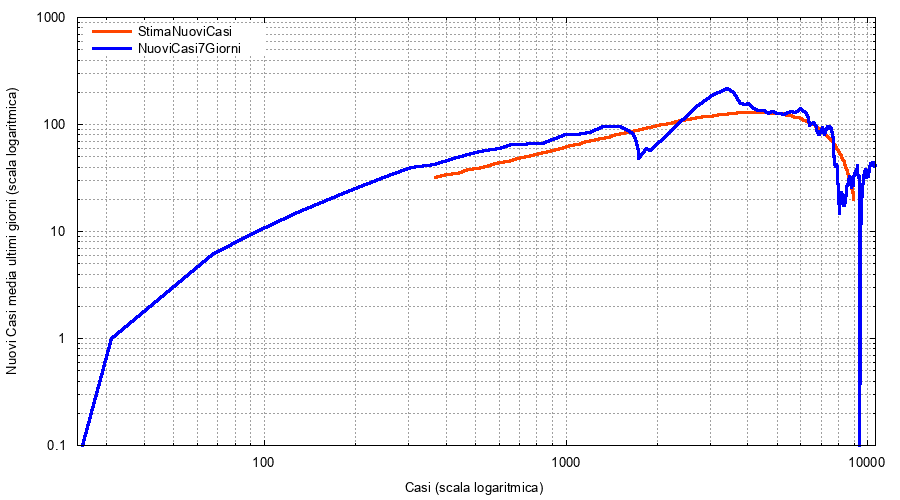 1000
100
10
1
0.1
StimaNuoviCasi
NuoviCasi7Giorni
Nuovi Casi media ultimi giorni (scala logaritmica)
100
1000
10000
Casi (scala logaritmica)